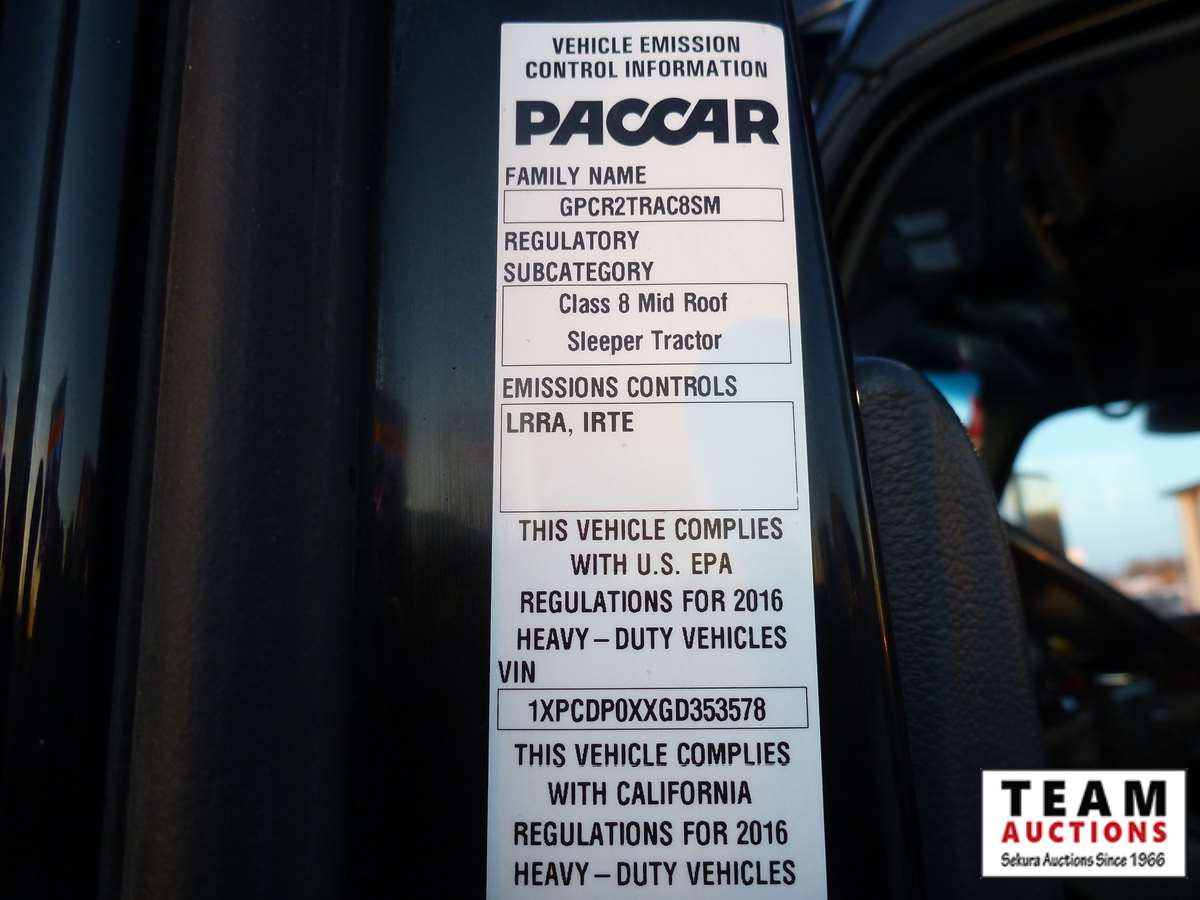 VEHICLE EMISSION
CONTROL INFORMATION
PACCAR
FAMILY NAME
GPCR2TRAC8SM
REGULATORY
SUBCATEGORY
Class 8 Mid Roof
Sleeper Tractor
EMISSIONS CONTROLS
LRRA, IRTE
THIS VEHICLE COMPLIES
WITH U.S. EPA
REGULATIONS FOR 2016
HEAVY – DUTY VEHICLES
VIN
1XPCDP0XXGD353578
THIS VEHICLE COMPLIES
WITH CALIFORNIA
REGULATIONS FOR 2016
HEAVY – DUTY VEHICLES
TEAM
AUCTIONS
Sekura Auctions Since 1966